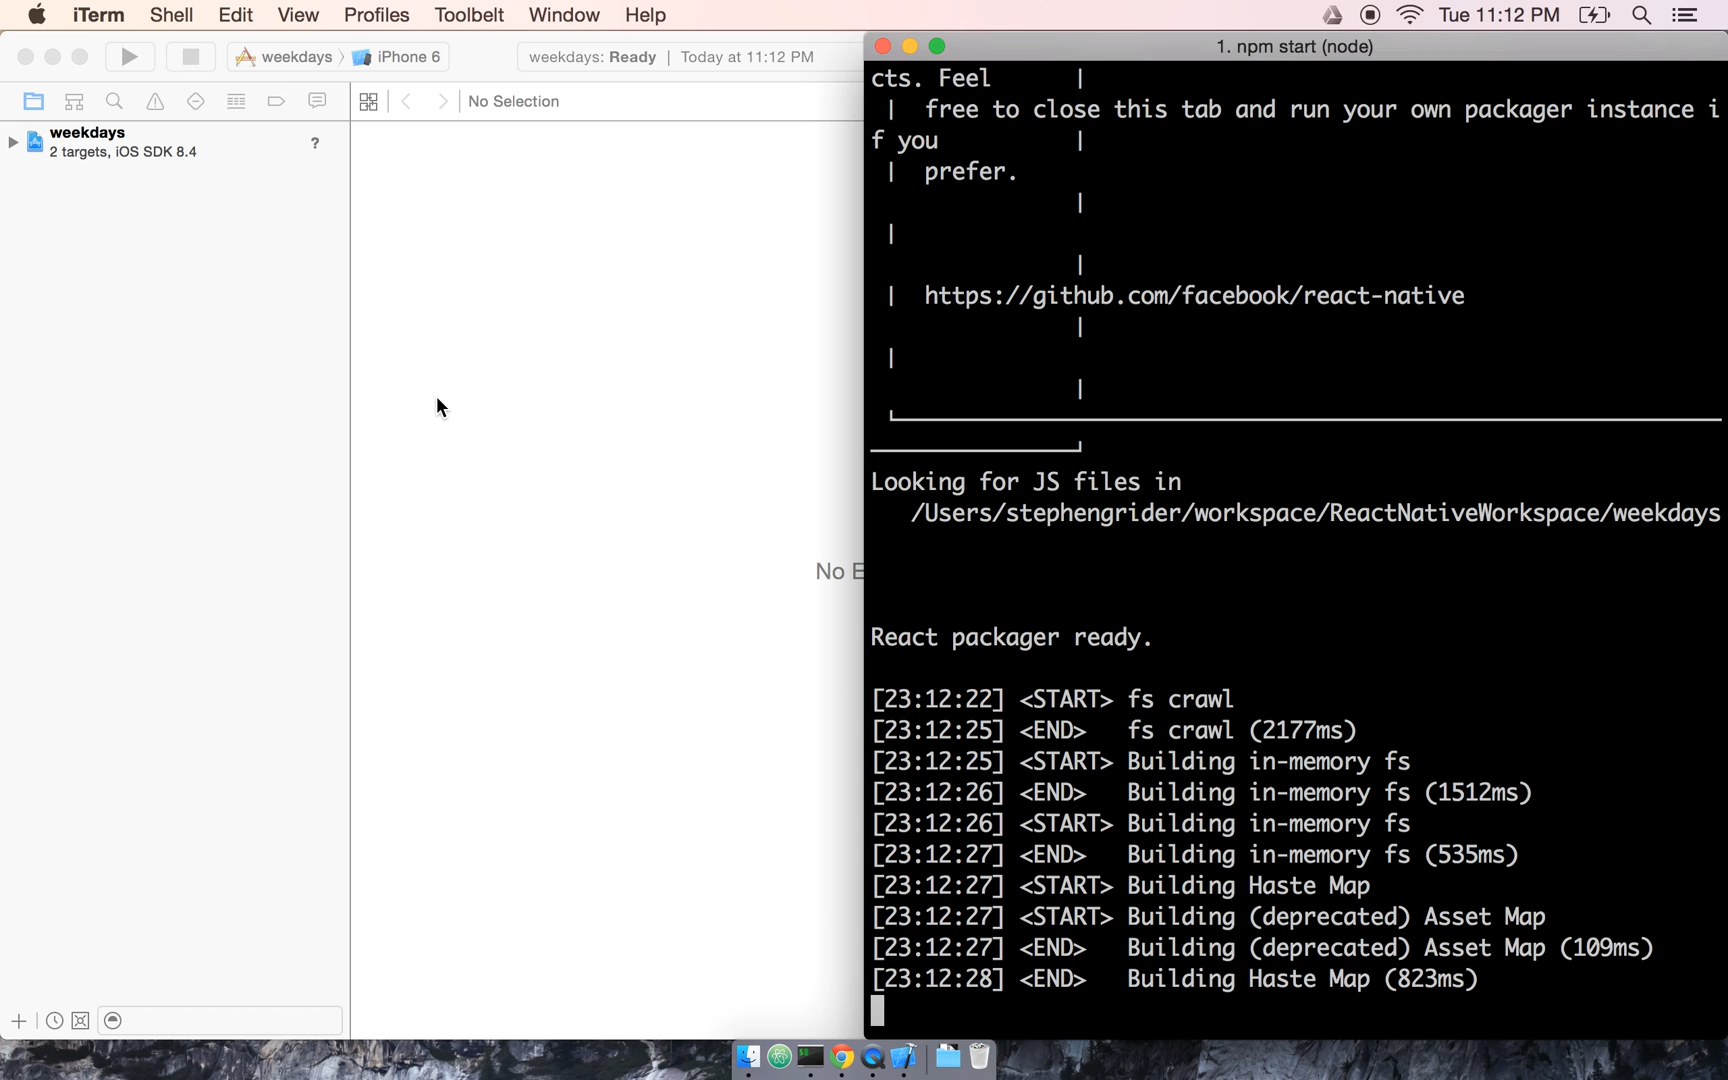 iTerm Shell Edit View Profiles Toolbelt Window Help Tue 11:12 PM
weekdays 〉 iPhone 6 weekdays: Ready | Today at 11:12 PM
No Selection
weekdays
2 targets, iOS SDK 8.4 ?
No E
1. npm start (node)
cts. Feel |
| free to close this tab and run your own packager instance i
f you |
| prefer.
|
|
|
| https://github.com/facebook/react-native
|
|
|
Looking for JS files in
/Users/stephengrider/workspace/ReactNativeWorkspace/weekdays
React packager ready.
[23:12:22] <START> fs crawl
[23:12:25] <END> fs crawl (2177ms)
[23:12:25] <START> Building in-memory fs
[23:12:26] <END> Building in-memory fs (1512ms)
[23:12:26] <START> Building in-memory fs
[23:12:27] <END> Building in-memory fs (535ms)
[23:12:27] <START> Building Haste Map
[23:12:27] <START> Building (deprecated) Asset Map
[23:12:27] <END> Building (deprecated) Asset Map (109ms)
[23:12:28] <END> Building Haste Map (823ms)